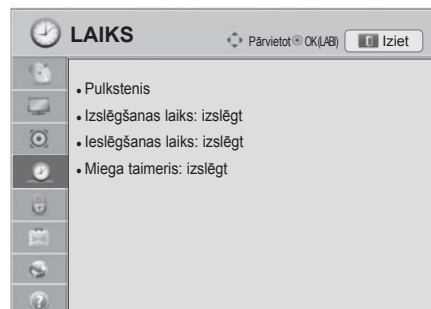 LAIKS
Pārvietot OK(LABI) Iziet
• Pulkstenis
• Izslēgšanas laiks: izslēgt
• Ieslēgšanas laiks: izslēgt
• Miega taimeris: izslēgt